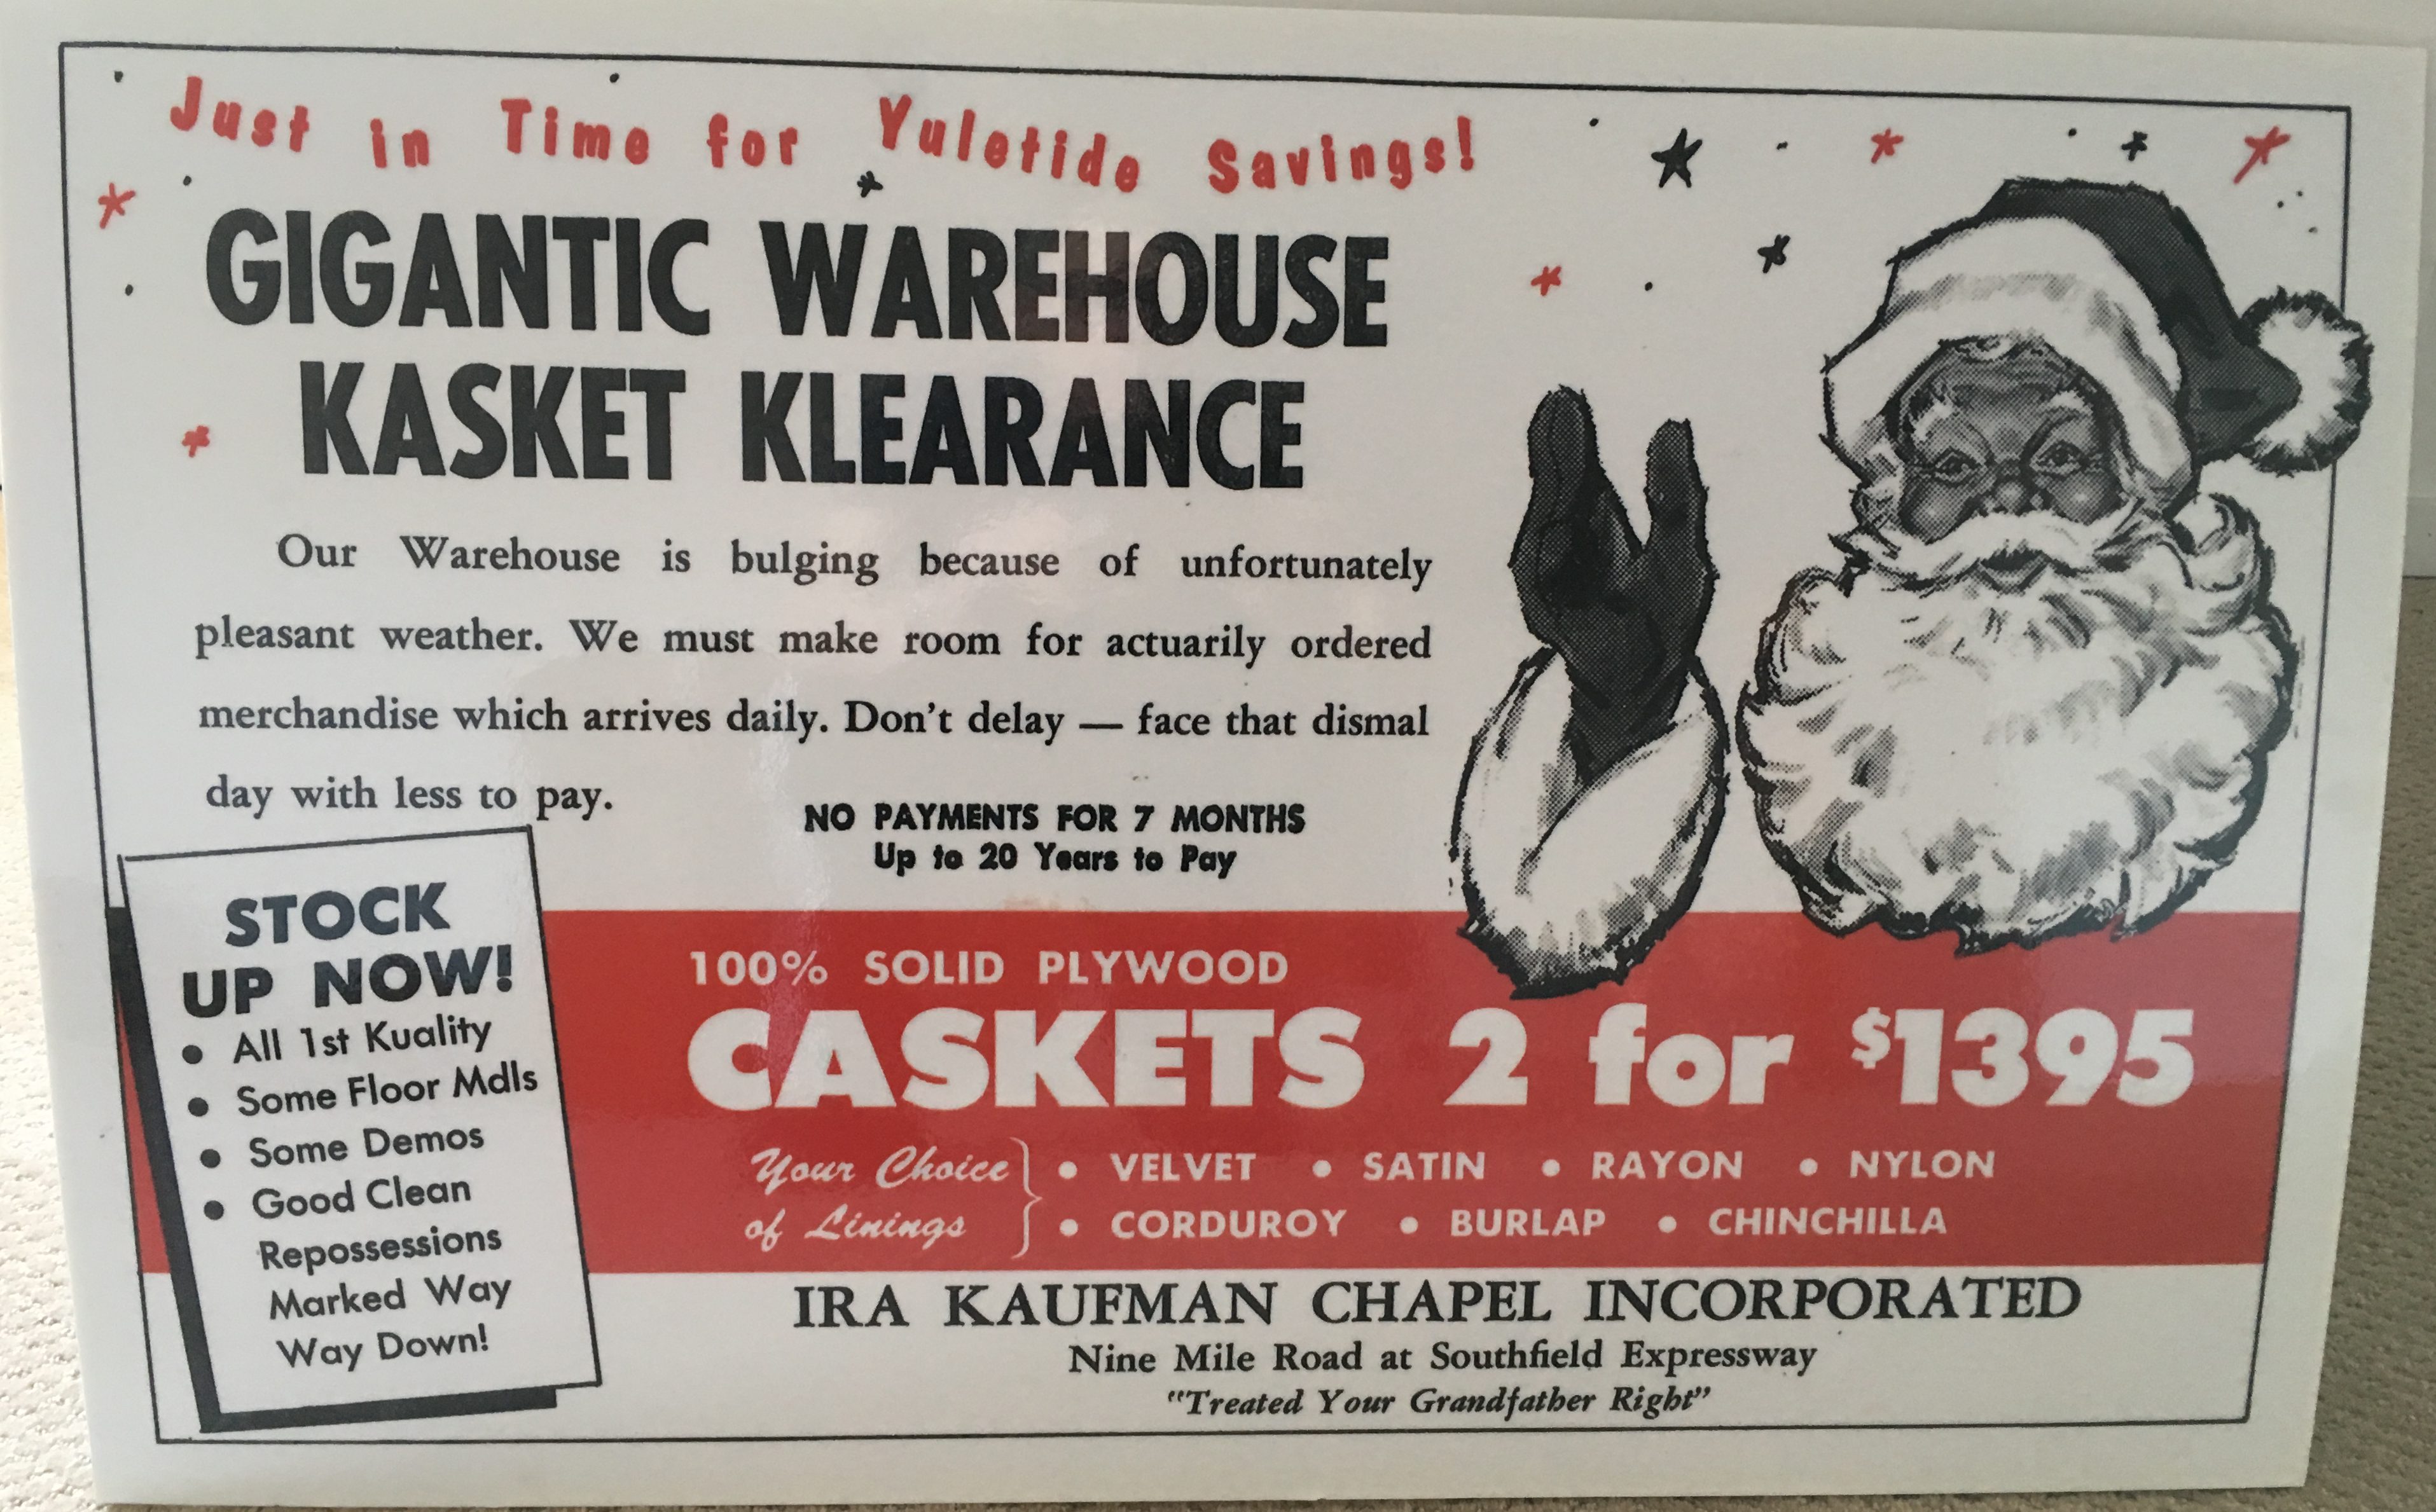 Just in Time for Yuletide Savings!
GIGANTIC WAREHOUSE
KASKET KLEARANCE
Our Warehouse is bulging because of unfortunately
pleasant weather. We must make room for actuarily ordered
merchandise which arrives daily. Don't delay — face that dismal
day with less to pay.
NO PAYMENTS FOR 7 MONTHS
Up to 20 Years to Pay
STOCK
UP NOW!
• All 1st Kuality
• Some Floor Mdls
• Some Demos
• Good Clean
Repossessions
Marked Way
Way Down!
100% SOLID PLYWOOD
CASKETS 2 for $1395
Your Choice
of Linings
• VELVET • SATIN • RAYON • NYLON
• CORDUROY • BURLAP • CHINCHILLA
IRA KAUFMAN CHAPEL INCORPORATED
Nine Mile Road at Southfield Expressway
"Treated Your Grandfather Right"